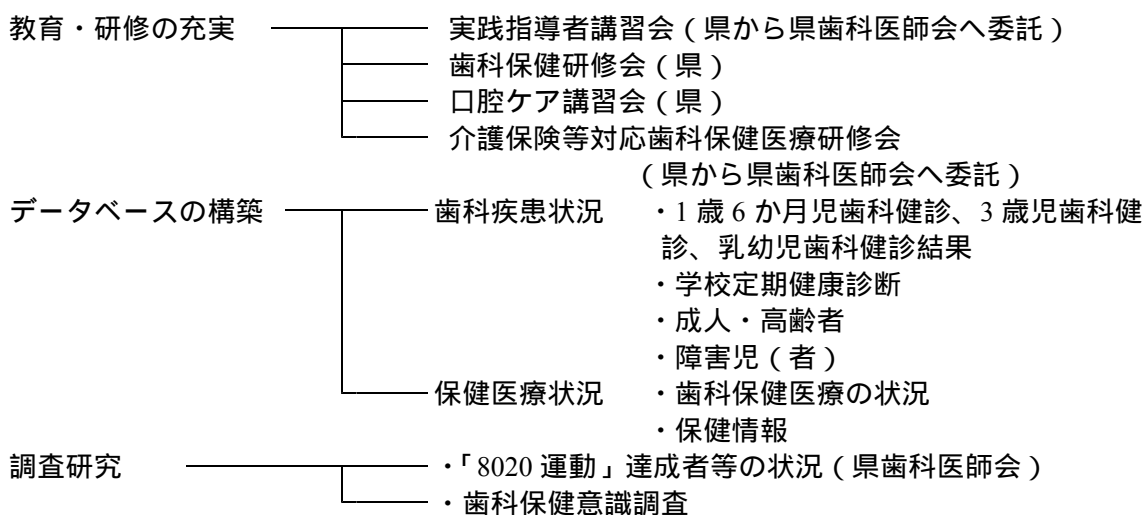 教育・研修の充実 実践指導者講習会(県から県歯科医師会へ委託)
歯科保健研修会(県)
口腔ケア講習会(県)
介護保険等対応歯科保健医療研修会
(県から県歯科医師会へ委託)
データベースの構築 歯科疾患状況 ・1歳6か月児歯科健診、3歳児歯科健
診、乳幼児歯科健診結果
・学校定期健康診断
・成人・高齢者
・障害児(者)
保健医療状況 ・歯科保健医療の状況
・保健情報
調査研究 ・「8020運動」達成者等の状況(県歯科医師会)
・歯科保健意識調査